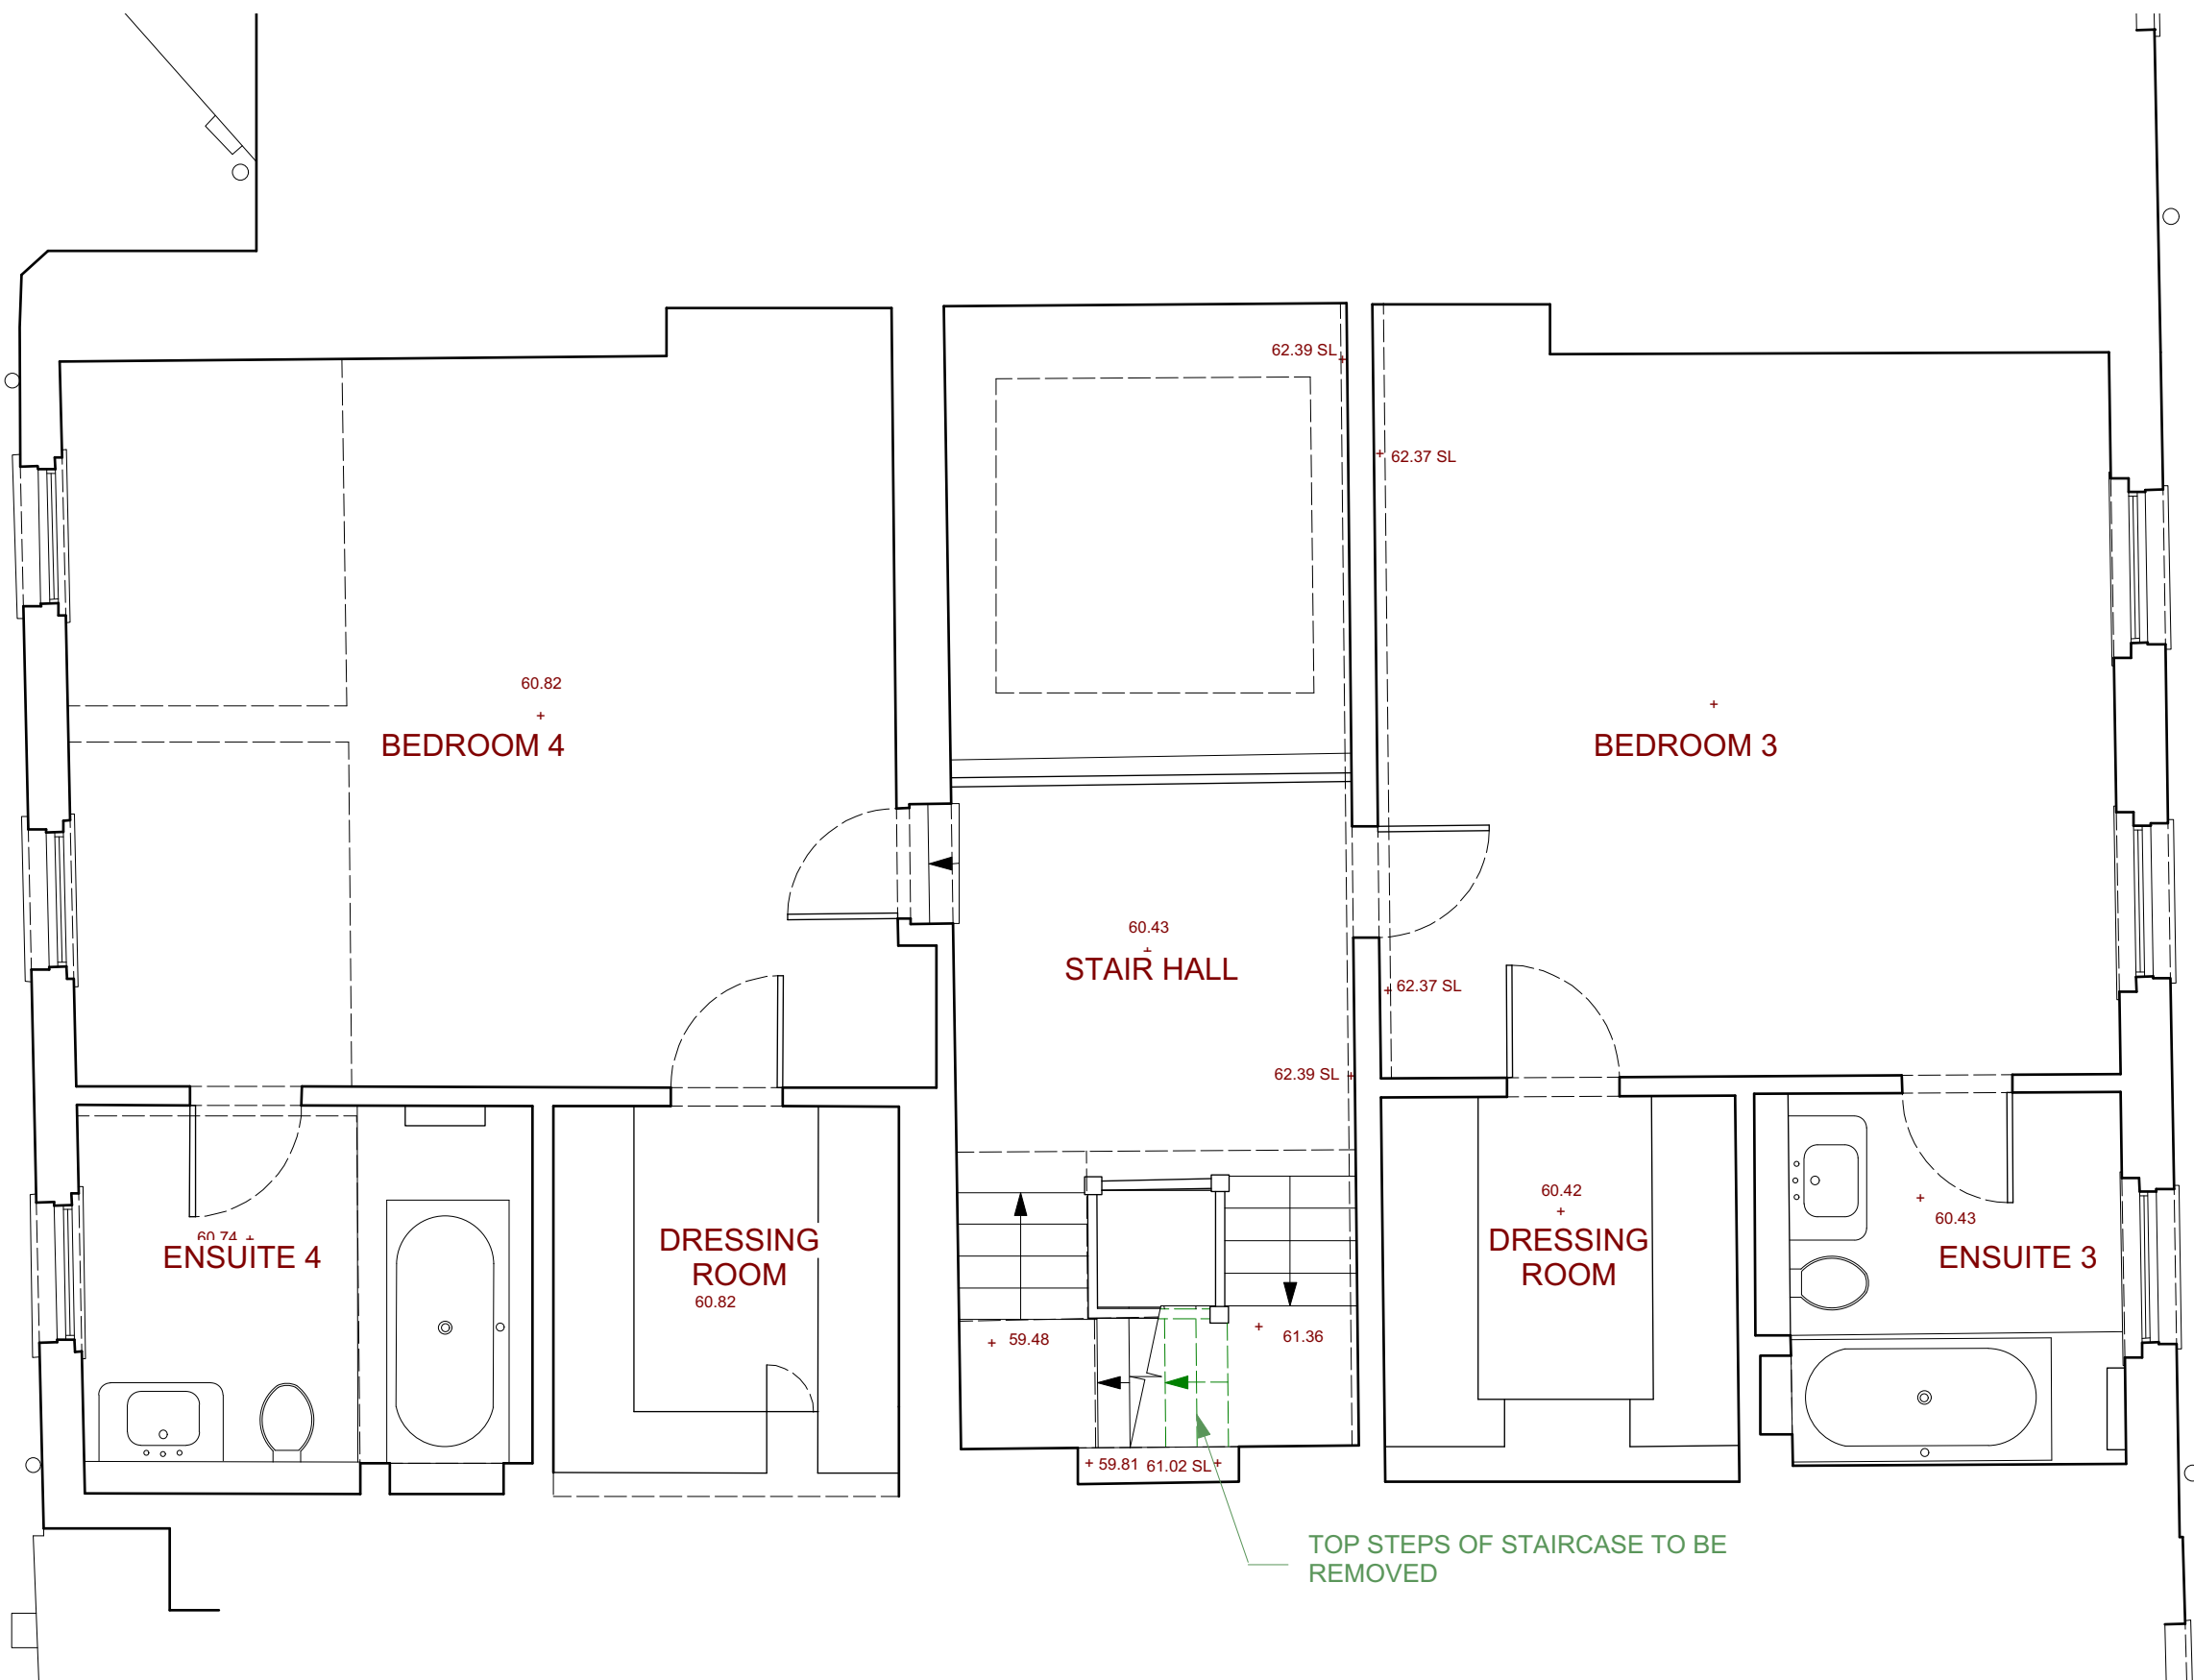 62.39 SL
62.37 SL
60.82
BEDROOM 4
BEDROOM 3
60.43
STAIR HALL
62.37 SL
62.39 SL
60.42
60.43
60.74
ENSUITE 4
DRESSING
ROOM
60.82
DRESSING
ROOM
ENSUITE 3
59.48
61.36
59.81
61.02 SL
TOP STEPS OF STAIRCASE TO BE
REMOVED